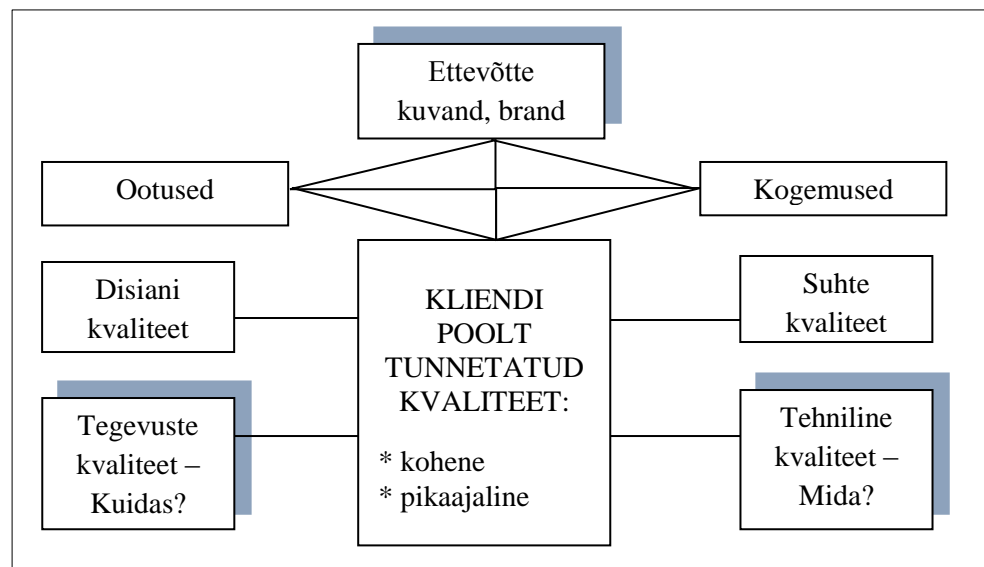 Ettevõtte
kuvand, brand
Ootused
Kogemused
Disiani
kvaliteet
KLIENDI
POOLT
TUNNETATUD
KVALITEET:
* kohene
* pikaajaline
Suhte
kvaliteet
Tegevuste
kvaliteet –
Kuidas?
Tehniline
kvaliteet –
Mida?